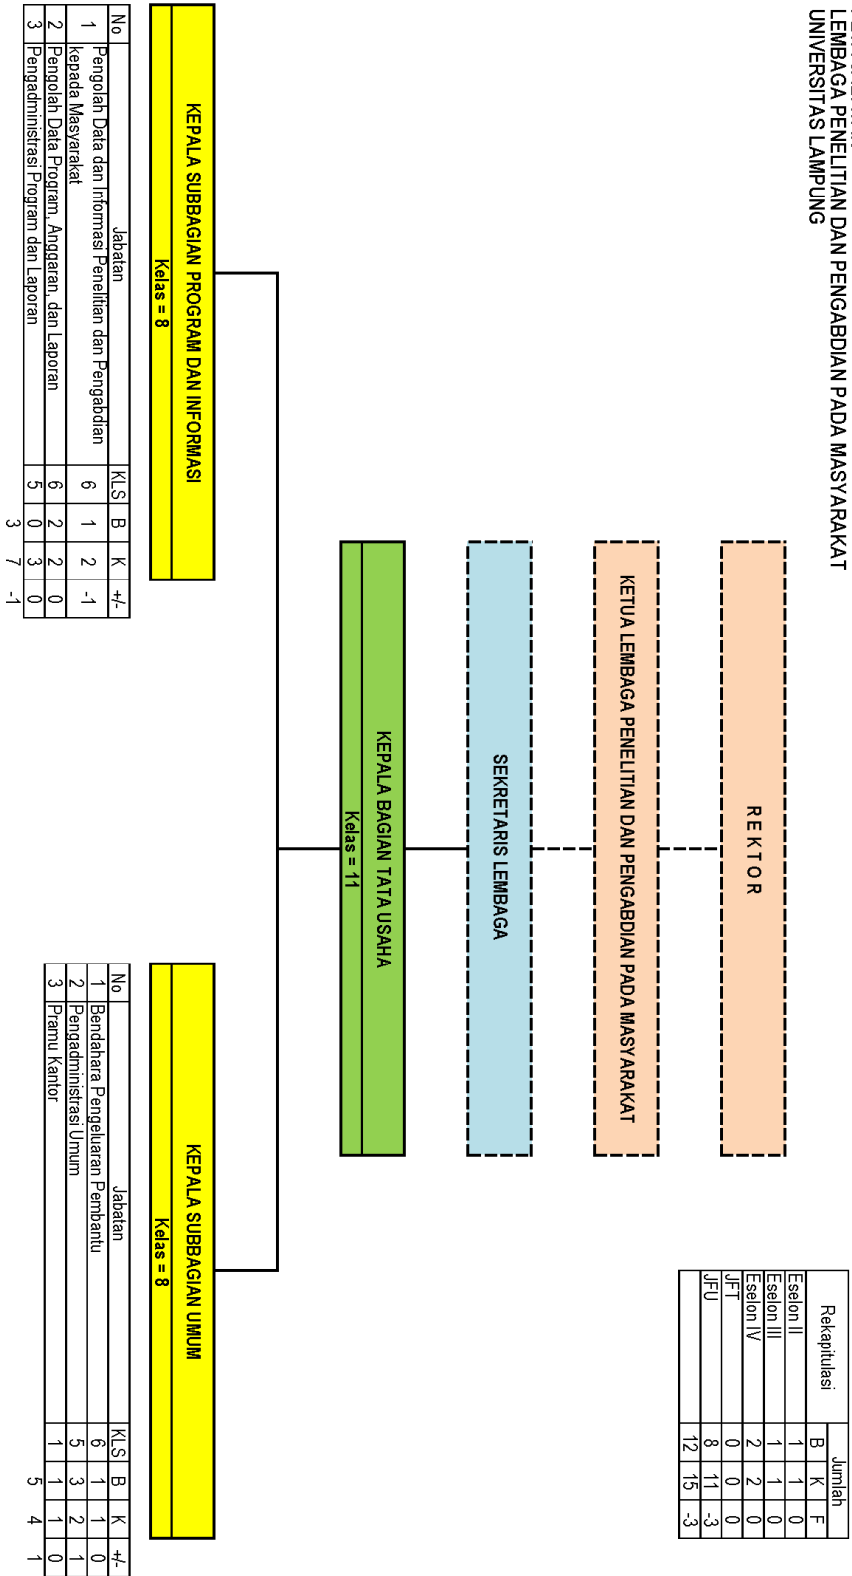 LEMBAGA PENELITIAN DAN PENGABDIAN PADA MASYARAKAT
UNIVERSITAS LAMPUNG
Rekapitulasi Jumlah
B K F
Eselon II 1 1 0
Eselon III 1 1 0
Eselon IV 2 2 0
JFT 0 0 0
JFU 8 11 -3
12 15 -3
R E K T O R
KETUA LEMBAGA PENELITIAN DAN PENGABDIAN PADA MASYARAKAT
SEKRETARIS LEMBAGA
KEPALA BAGIAN TATA USAHA
Kelas = 11
KEPALA SUBBAGIAN PROGRAM DAN INFORMASI
Kelas = 8
No Jabatan KLS B K +/-
1 Pengolah Data dan Informasi Penelitian dan Pengabdian
kepada Masyarakat 6 1 2 -1
2 Pengolah Data Program, Anggaran, dan Laporan 6 2 2 0
3 Pengadministrasi Program dan Laporan 5 0 3 0
3 7 -1
KEPALA SUBBAGIAN UMUM
Kelas = 8
No Jabatan KLS B K +/-
1 Bendahara Pengeluaran Pembantu 6 1 1 0
2 Pengadministrasi Umum 5 3 2 1
3 Pramu Kantor 1 1 1 0
5 4 1